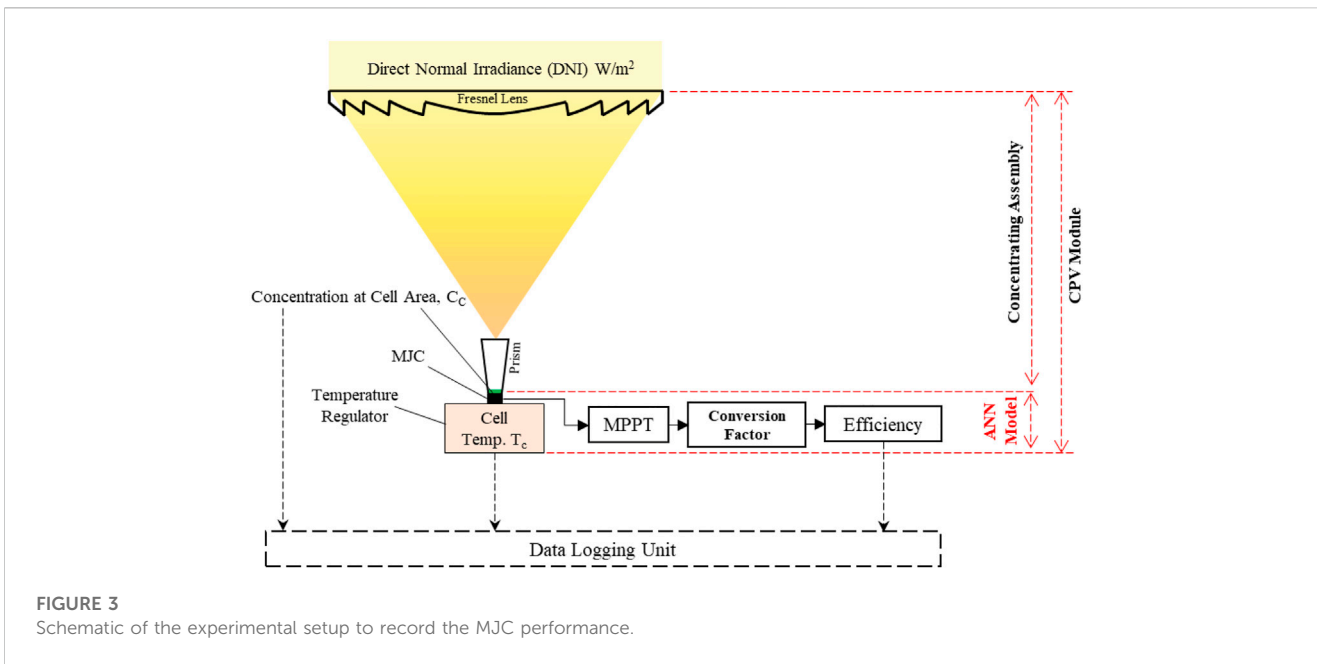 Direct Normal Irradiance (DNI) W/m²
Fresnel Lens
Concentrating Assembly
CPV Module
Concentration at Cell Area, C_C
Prism
MJC
Temperature
Regulator
Cell
Temp. T_c
MPPT
Conversion
Factor
Efficiency
ANN
Model
Data Logging Unit
FIGURE 3
Schematic of the experimental setup to record the MJC performance.